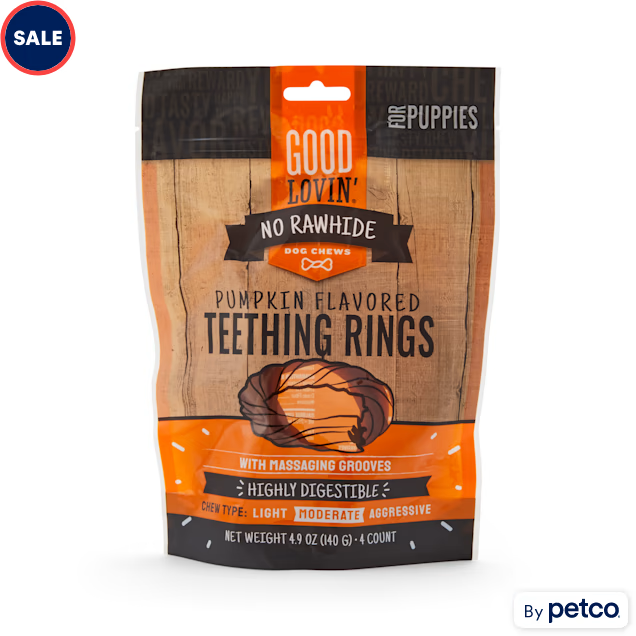 SALE
FOR PUPPIES
GOOD
LOVIN'®
NO RAWHIDE
DOG CHEWS
PUMPKIN FLAVORED
TEETHING RINGS
WITH MASSAGING GROOVES
HIGHLY DIGESTIBLE
CHEW TYPE: LIGHT MODERATE AGGRESSIVE
NET WEIGHT 4.9 OZ (140 G) • 4 COUNT
By petco